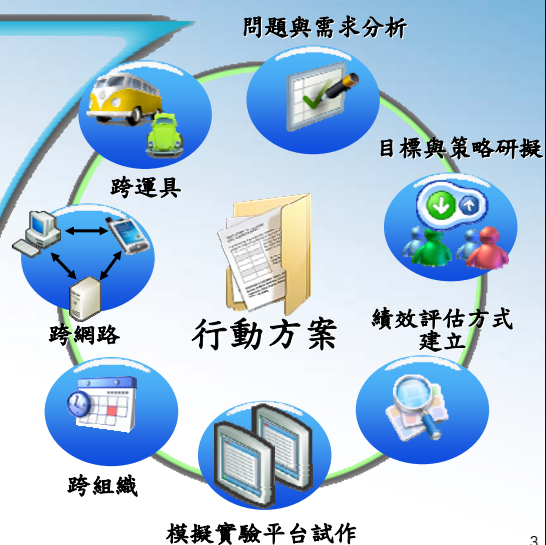 問題與需求分析
目標與策略研擬
績效評估方式
建立
模擬實驗平台試作
跨組織
跨網路
跨運具
行動方案
3